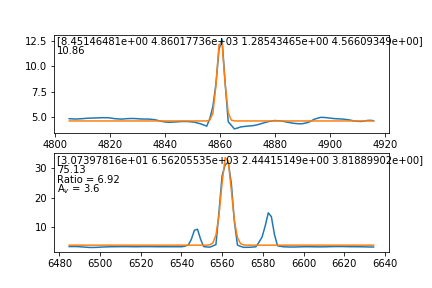 [8.45146481e+00 4.86017736e+03 1.28543465e+00 4.56609349e+00]
10.86
12.5
10.0
7.5
5.0
4800 4820 4840 4860 4880 4900 4920
[3.07397816e+01 6.56205535e+03 2.44415149e+00 3.81889902e+00]
75.13
Ratio = 6.92
Aᵥ = 3.6
30
20
10
6480 6500 6520 6540 6560 6580 6600 6620 6640